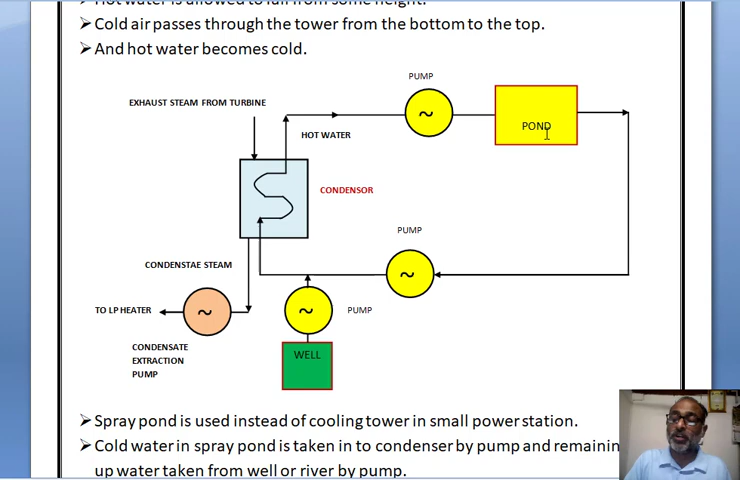 Hot water is allowed to fall from some height.
Cold air passes through the tower from the bottom to the top.
And hot water becomes cold.
PUMP
EXHAUST STEAM FROM TURBINE
HOT WATER
POND
CONDENSOR
PUMP
CONDENSTAE STEAM
TO LP HEATER
PUMP
CONDENSATE
EXTRACTION
PUMP
WELL
Spray pond is used instead of cooling tower in small power station.
Cold water in spray pond is taken in to condenser by pump and remainin
up water taken from well or river by pump.